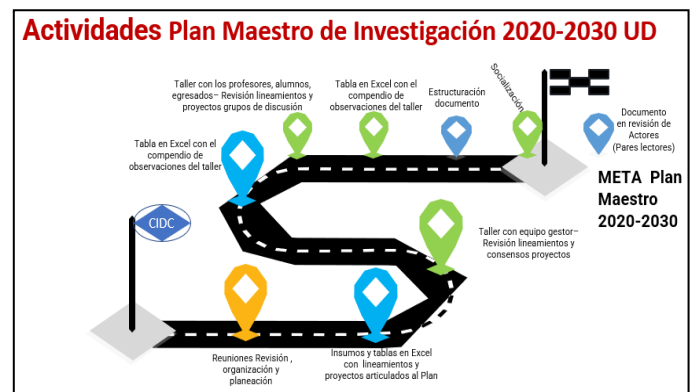 Actividades Plan Maestro de Investigación 2020-2030 UD
Taller con los profesores, alumnos,
egresados– Revisión lineamientos y
proyectos grupos de discusión
Tabla en Excel con el
compendio de
observaciones del taller
Estructuración
documento
Socialización
Documento
en revisión de
Actores
(Pares lectores)
Tabla en Excel con el
compendio de
observaciones del taller
META Plan
Maestro
2020-2030
CIDC
Taller con equipo gestor–
Revisión lineamientos y
consensos proyectos
Reuniones Revisión ,
organización y
planeación
Insumos y tablas en Excel
con lineamientos y
proyectos articulados al Plan